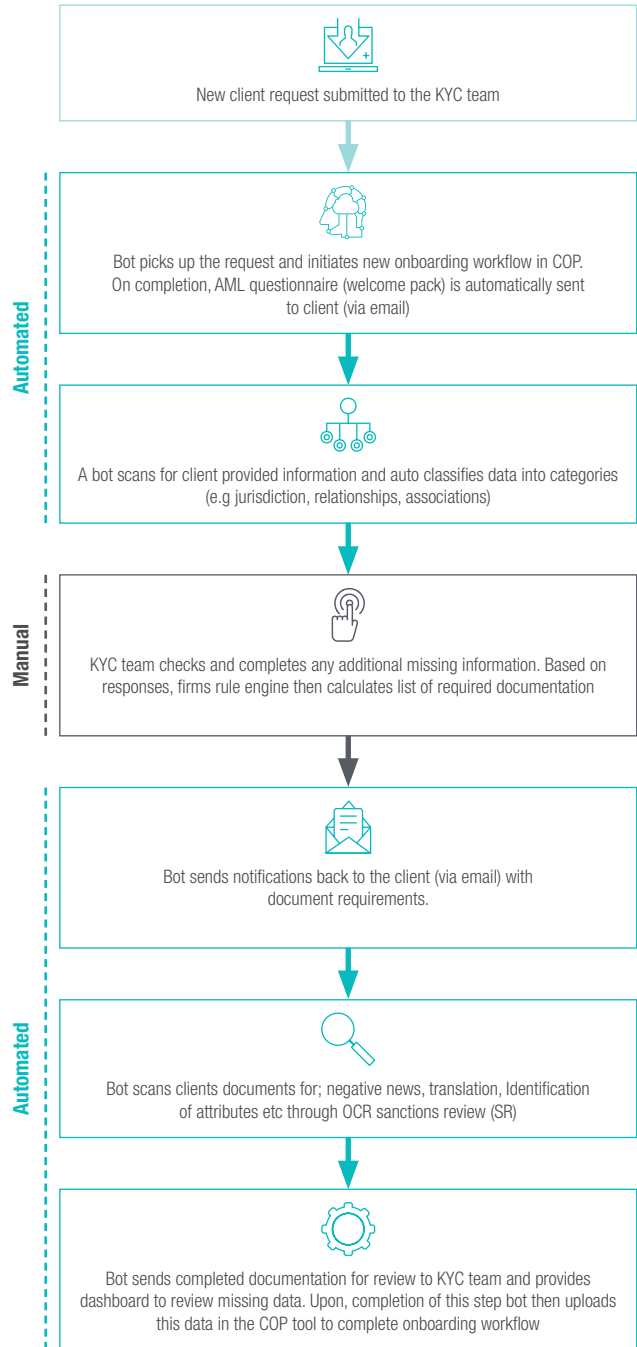 New client request submitted to the KYC team
Automated
Bot picks up the request and initiates new onboarding workflow in COP.
On completion, AML questionnaire (welcome pack) is automatically sent
to client (via email)
A bot scans for client provided information and auto classifies data into categories
(e.g jurisdiction, relationships, associations)
Manual
KYC team checks and completes any additional missing information. Based on
responses, firms rule engine then calculates list of required documentation
Automated
Bot sends notifications back to the client (via email) with
document requirements.
Bot scans clients documents for; negative news, translation, Identification
of attributes etc through OCR sanctions review (SR)
Bot sends completed documentation for review to KYC team and provides
dashboard to review missing data. Upon, completion of this step bot then uploads
this data in the COP tool to complete onboarding workflow